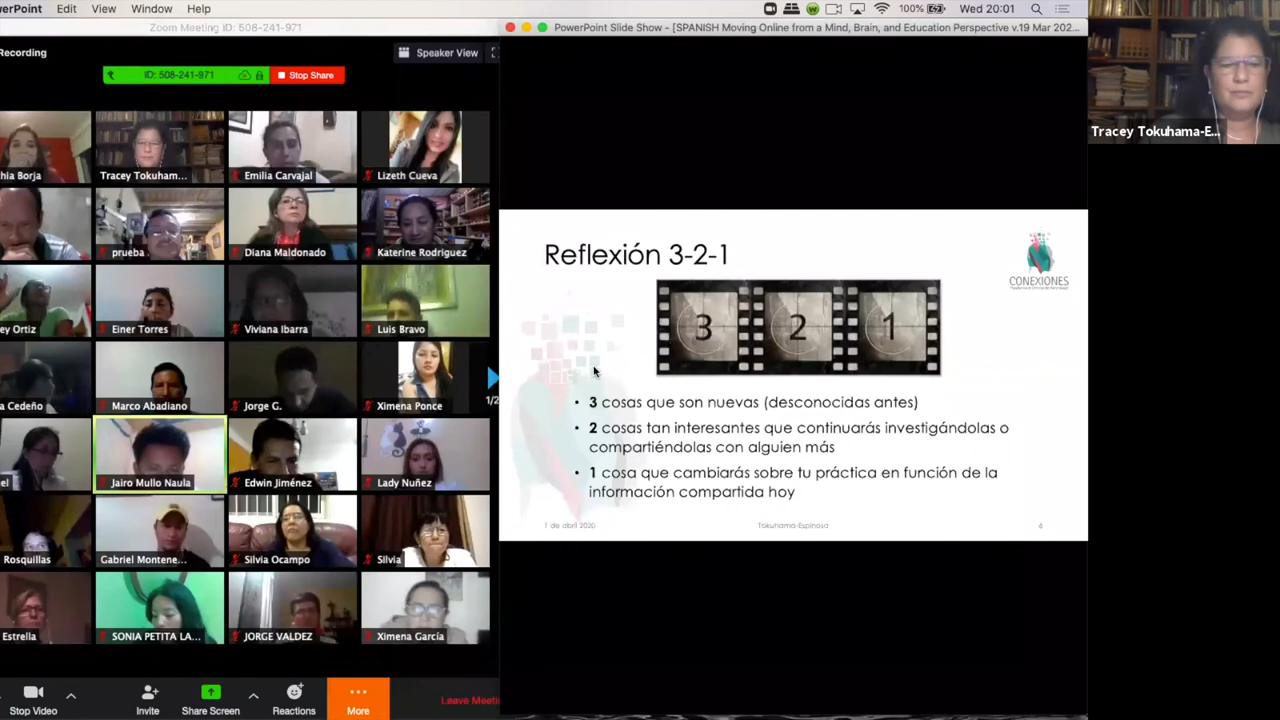 PowerPoint
Edit
View
Window
Help
100%
Wed 20:01
Zoom Meeting ID: 508-241-971
PowerPoint Slide Show - [SPANISH Moving Online from a Mind, Brain, and Education Perspective v.19 Mar 202...
Recording
Speaker View
ID: 508-241-971
Stop Share
Tracey Tokuhama-E...
hia Borja
Tracey Tokuham...
Emilia Carvajal
Lizeth Cueva
prueba
Diana Maldonado
Katerine Rodriguez
ey Ortiz
Einer Torres
Viviana Ibarra
Luis Bravo
a Cedeño
Marco Abadiano
Jorge G.
Ximena Ponce
1/2
el
Jairo Mullo Naula
Edwin Jiménez
Lady Nuñez
Rosquillas
Gabriel Montene...
Silvia Ocampo
Silvia
Estrella
SONIA PETITA LA...
JORGE VALDEZ
Ximena García
Stop Video
Invite
Share Screen
Reactions
More
Leave Meeti
Reflexión 3-2-1
CONEXIONES
3 2 1
• 3 cosas que son nuevas (desconocidas antes)
• 2 cosas tan interesantes que continuarás investigándolas o
compartiéndolas con alguien más
• 1 cosa que cambiarás sobre tu práctica en función de la
información compartida hoy
1 de abril 2020
Tokuhama-Espinosa
6